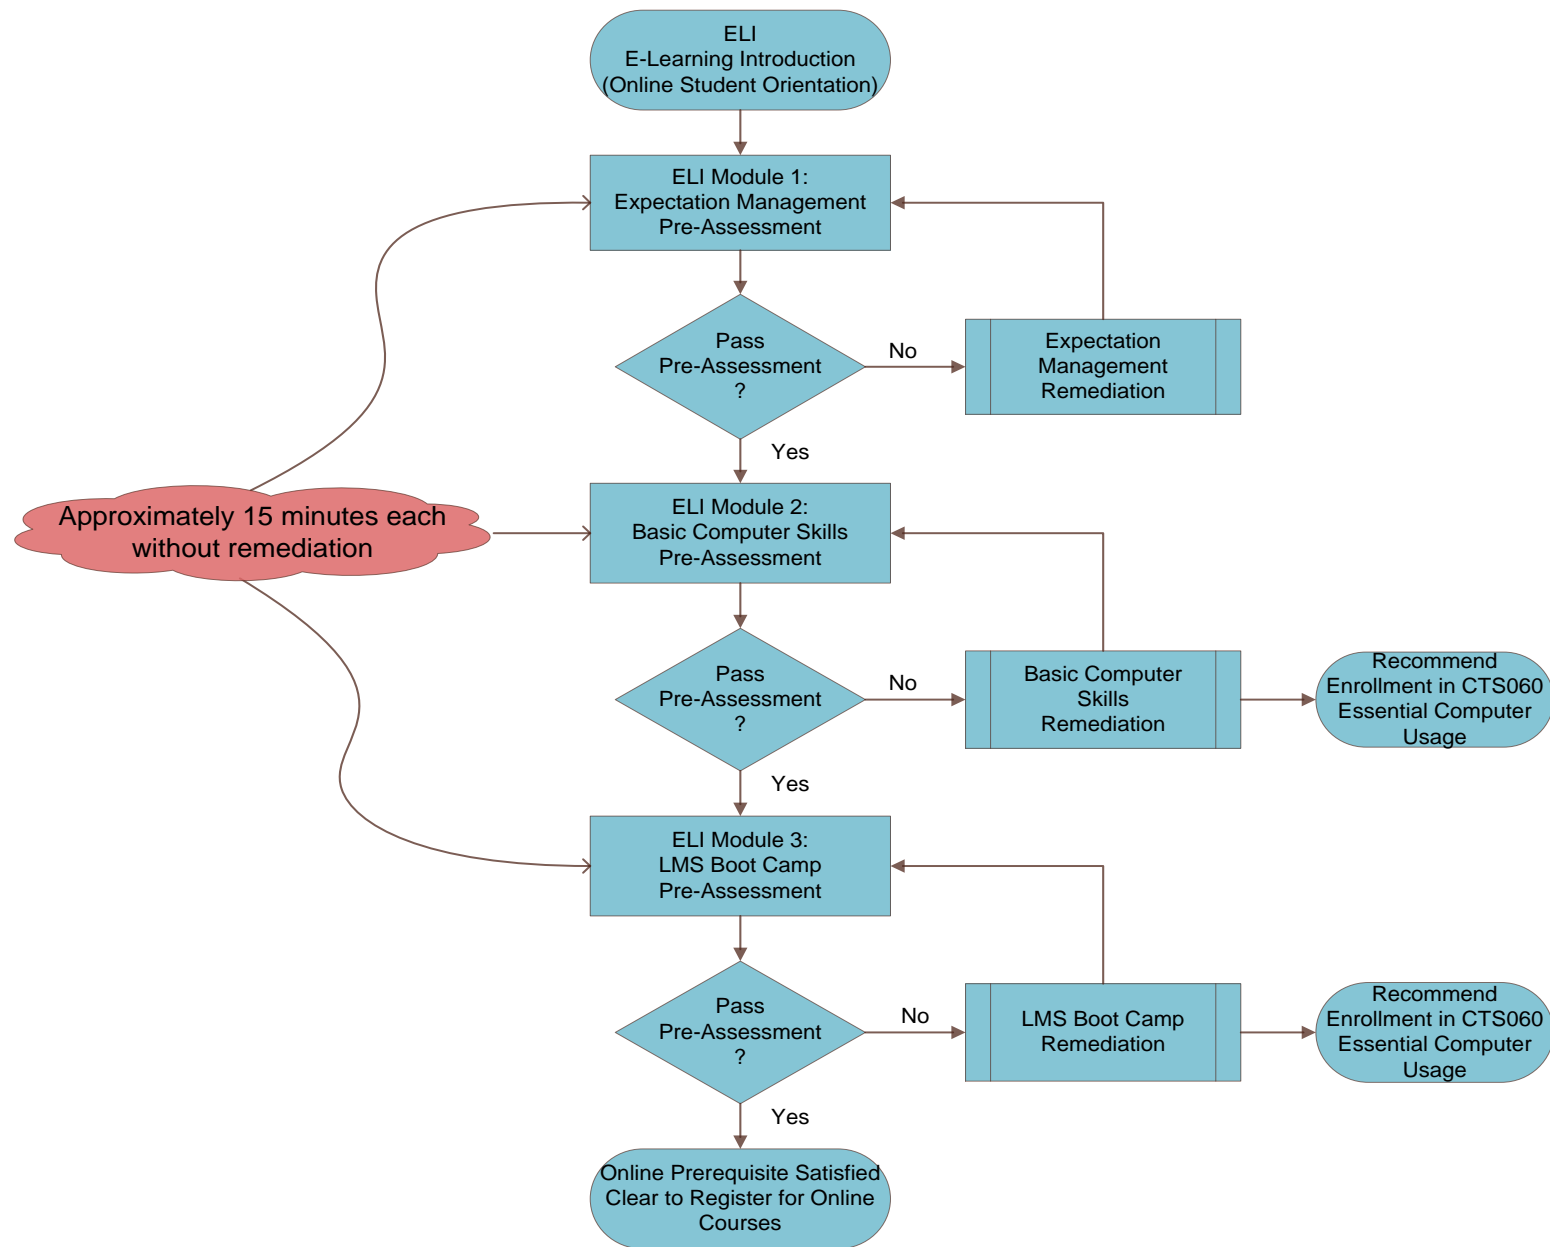 ELI
E-Learning Introduction
(Online Student Orientation)
ELI Module 1:
Expectation Management
Pre-Assessment
Pass
Pre-Assessment
?
No
Expectation
Management
Remediation
Yes
Approximately 15 minutes each
without remediation
ELI Module 2:
Basic Computer Skills
Pre-Assessment
Pass
Pre-Assessment
?
No
Basic Computer
Skills
Remediation
Recommend
Enrollment in CTS060
Essential Computer
Usage
Yes
ELI Module 3:
LMS Boot Camp
Pre-Assessment
Pass
Pre-Assessment
?
No
LMS Boot Camp
Remediation
Recommend
Enrollment in CTS060
Essential Computer
Usage
Yes
Online Prerequisite Satisfied
Clear to Register for Online
Courses